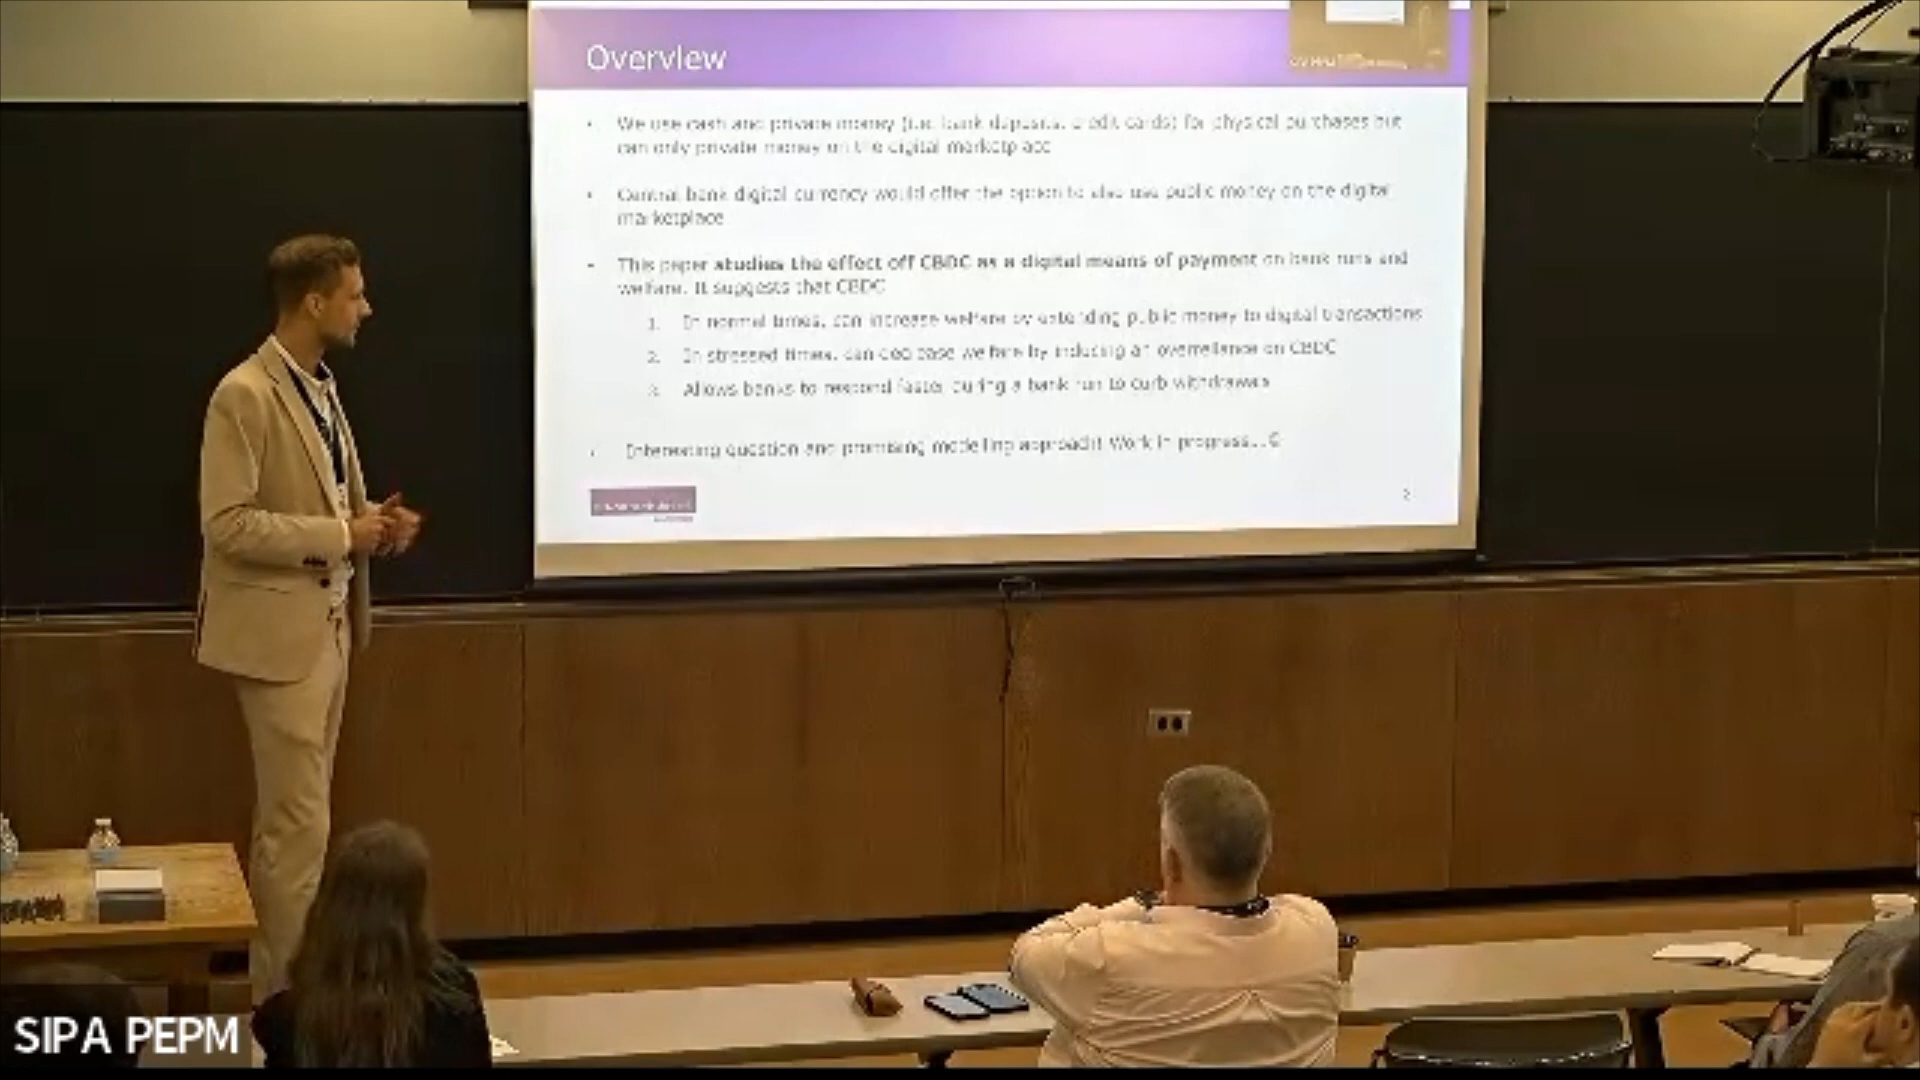 Overview
We use cash and private money (i.e. bank deposits, credit cards) for physical purchases but
can only private money on the digital marketplace
Central bank digital currency would offer the option to also use public money on the digital
marketplace
This paper studies the effect off CBDC as a digital means of payment on bank runs and
welfare. It suggests that CBDC
1. In normal times, can increase welfare by extending public money to digital transactions
2. In stressed times, can decrease welfare by inducing an overreliance on CBDC
3. Allows banks to respond faster during a bank run to curb withdrawals
Interesting question and promising modelling approach! Work in progress...
2
SIPA PEPM